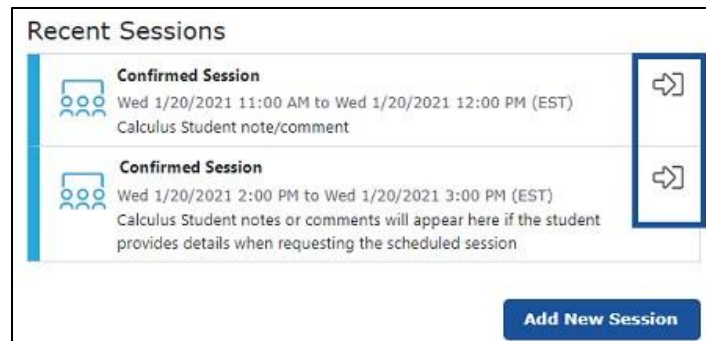 Recent Sessions
Confirmed Session
Wed 1/20/2021 11:00 AM to Wed 1/20/2021 12:00 PM (EST)
Calculus Student note/comment
Confirmed Session
Wed 1/20/2021 2:00 PM to Wed 1/20/2021 3:00 PM (EST)
Calculus Student notes or comments will appear here if the student
provides details when requesting the scheduled session
Add New Session